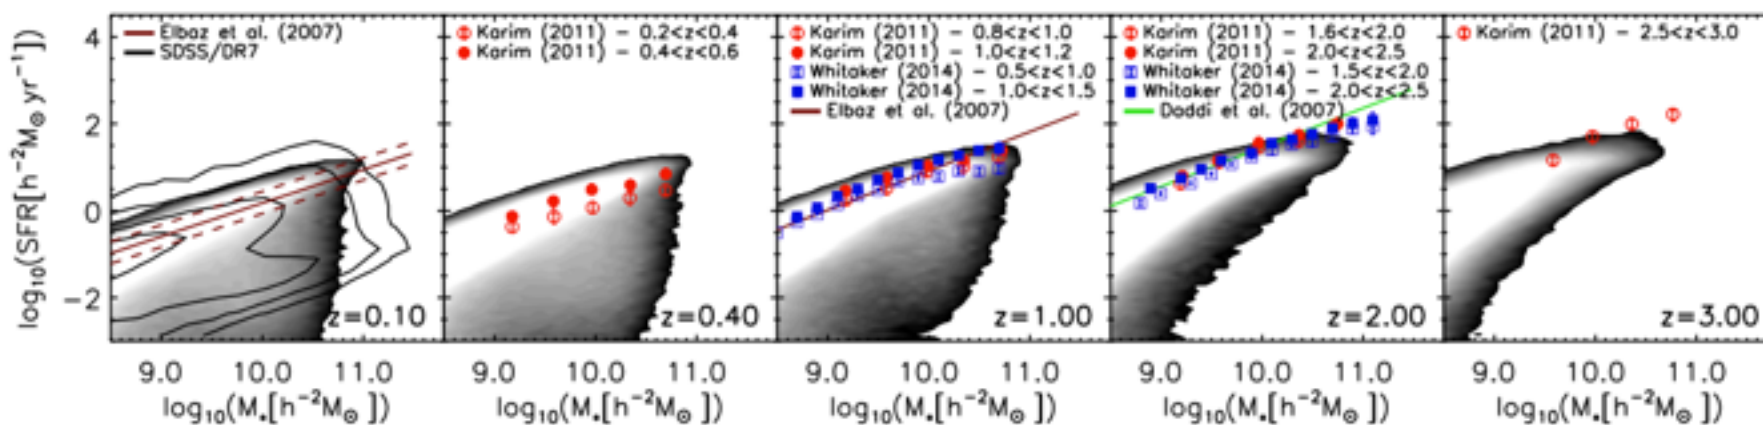 log₁₀(SFR[h⁻²M⊙yr⁻¹])
4
2
0
−2
Elbaz et al. (2007)
SDSS/DR7
z=0.10
9.0 10.0 11.0
log₁₀(M⋆[h⁻²M⊙])
Karim (2011) − 0.2<z<0.4
Karim (2011) − 0.4<z<0.6
z=0.40
9.0 10.0 11.0
log₁₀(M⋆[h⁻²M⊙])
Karim (2011) − 0.8<z<1.0
Karim (2011) − 1.0<z<1.2
Whitaker (2014) − 0.5<z<1.0
Whitaker (2014) − 1.0<z<1.5
Elbaz et al. (2007)
z=1.00
9.0 10.0 11.0
log₁₀(M⋆[h⁻²M⊙])
Karim (2011) − 1.6<z<2.0
Karim (2011) − 2.0<z<2.5
Whitaker (2014) − 1.5<z<2.0
Whitaker (2014) − 2.0<z<2.5
Daddi et al. (2007)
z=2.00
9.0 10.0 11.0
log₁₀(M⋆[h⁻²M⊙])
Karim (2011) − 2.5<z<3.0
z=3.00
9.0 10.0 11.0
log₁₀(M⋆[h⁻²M⊙])